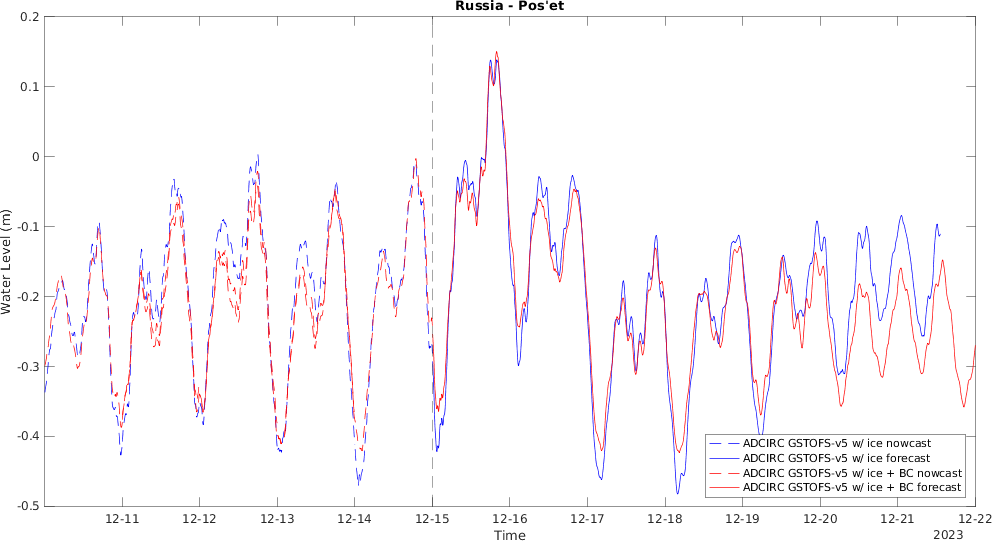 Russia - Pos'et
Water Level (m)
0.2
0.1
0
-0.1
-0.2
-0.3
-0.4
-0.5
ADCIRC GSTOFS-v5 w/ ice nowcast
ADCIRC GSTOFS-v5 w/ ice forecast
ADCIRC GSTOFS-v5 w/ ice + BC nowcast
ADCIRC GSTOFS-v5 w/ ice + BC forecast
12-11 12-12 12-13 12-14 12-15 12-16 12-17 12-18 12-19 12-20 12-21 12-22
Time
2023